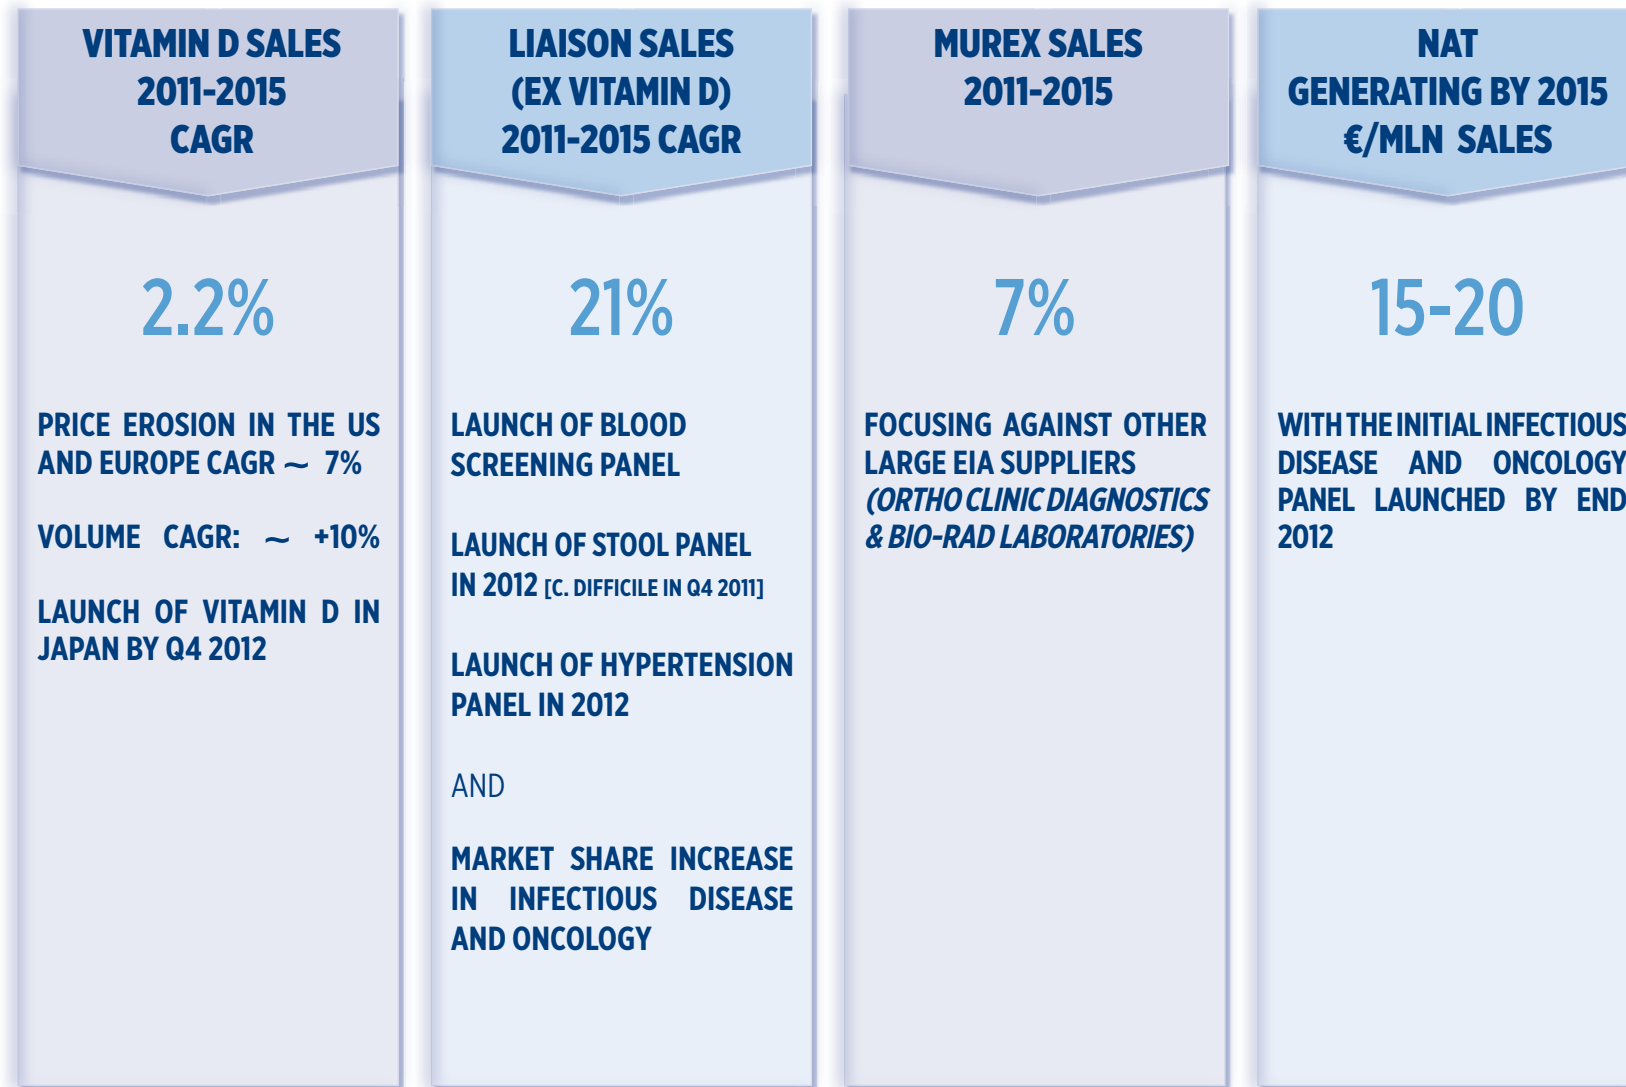 VITAMIN D SALES
2011-2015
CAGR
2.2%
PRICE EROSION IN THE US
AND EUROPE CAGR ~ 7%
VOLUME CAGR: ~ +10%
LAUNCH OF VITAMIN D IN
JAPAN BY Q4 2012
LIAISON SALES
(EX VITAMIN D)
2011-2015 CAGR
21%
LAUNCH OF BLOOD
SCREENING PANEL
LAUNCH OF STOOL PANEL
IN 2012 [C. DIFFICILE IN Q4 2011]
LAUNCH OF HYPERTENSION
PANEL IN 2012
AND
MARKET SHARE INCREASE
IN INFECTIOUS DISEASE
AND ONCOLOGY
MUREX SALES
2011-2015
7%
FOCUSING AGAINST OTHER
LARGE EIA SUPPLIERS
(ORTHO CLINIC DIAGNOSTICS
& BIO-RAD LABORATORIES)
NAT
GENERATING BY 2015
€/MLN SALES
15-20
WITH THE INITIAL INFECTIOUS
DISEASE AND ONCOLOGY
PANEL LAUNCHED BY END
2012